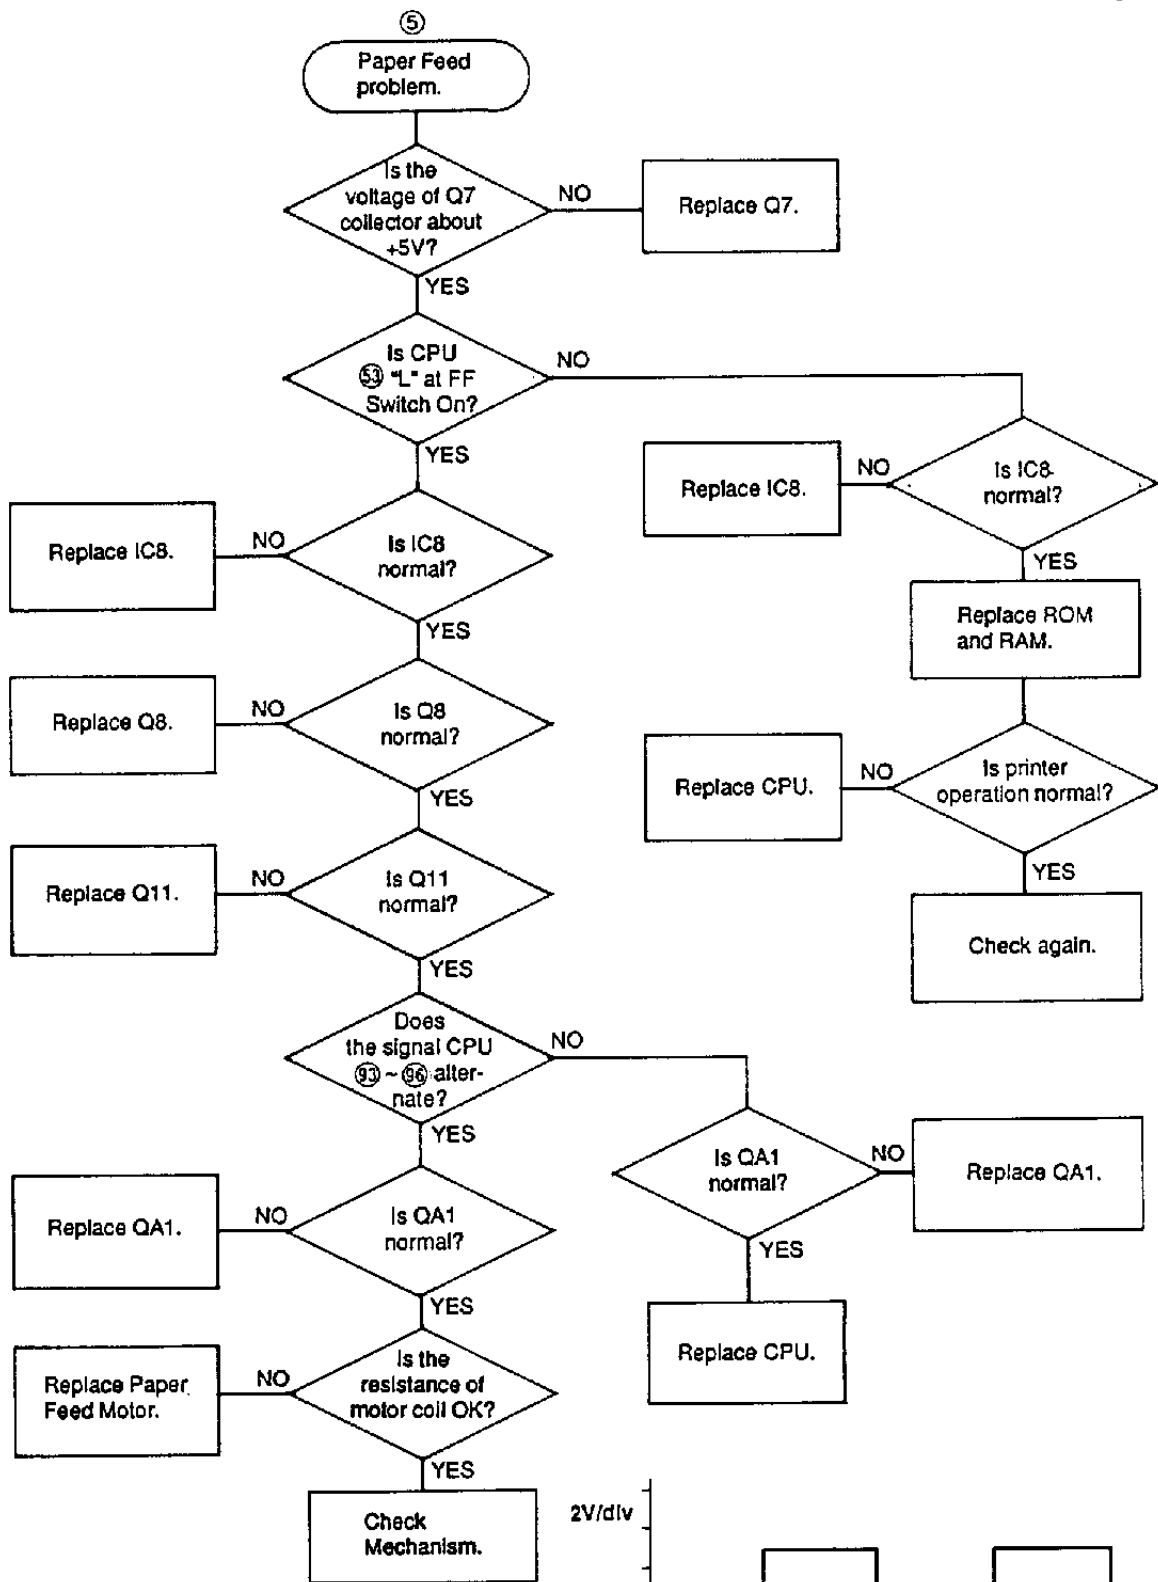 ⑤
Paper Feed
problem.
Is the
voltage of Q7
collector about
+5V?
NO
Replace Q7.
YES
Is CPU
㊼ "L" at FF
Switch On?
NO
YES
Is IC8
normal?
NO
Replace IC8.
YES
Replace ROM
and RAM.
Is printer
operation normal?
NO
Replace CPU.
YES
Check again.
Is IC8
normal?
NO
Replace IC8.
YES
Is Q8
normal?
NO
Replace Q8.
YES
Is Q11
normal?
NO
Replace Q11.
YES
Does
the signal CPU
(93) ~ (96) alter-
nate?
NO
Is QA1
normal?
NO
Replace QA1.
YES
Replace CPU.
YES
Is QA1
normal?
NO
Replace QA1.
YES
Is the
resistance of
motor coil OK?
NO
Replace Paper
Feed Motor.
YES
Check
Mechanism.
2V/div